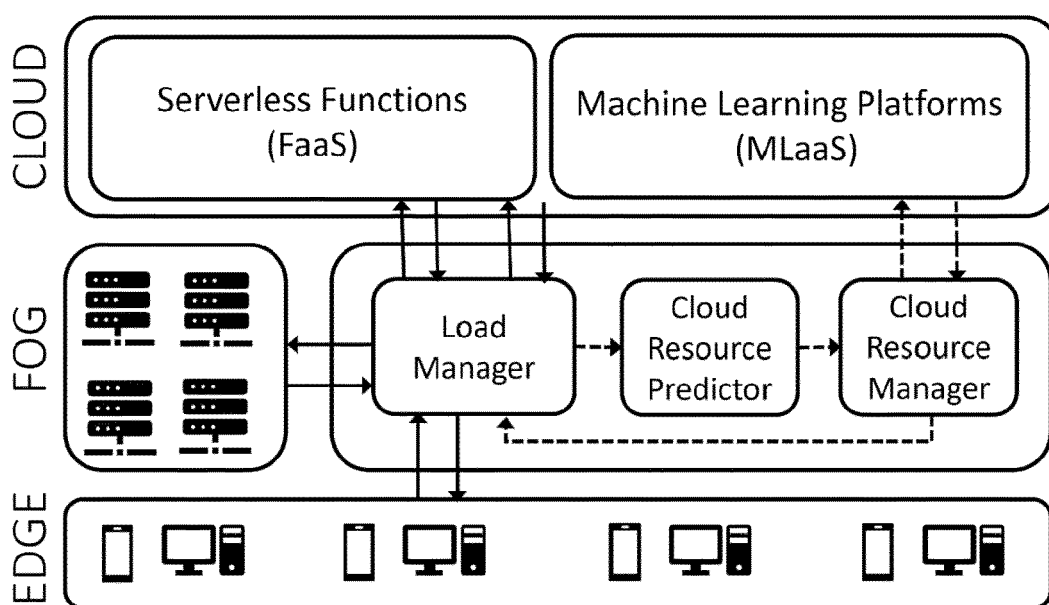 CLOUD
Serverless Functions
(FaaS)
Machine Learning Platforms
(MLaaS)
FOG
Load
Manager
Cloud
Resource
Predictor
Cloud
Resource
Manager
EDGE